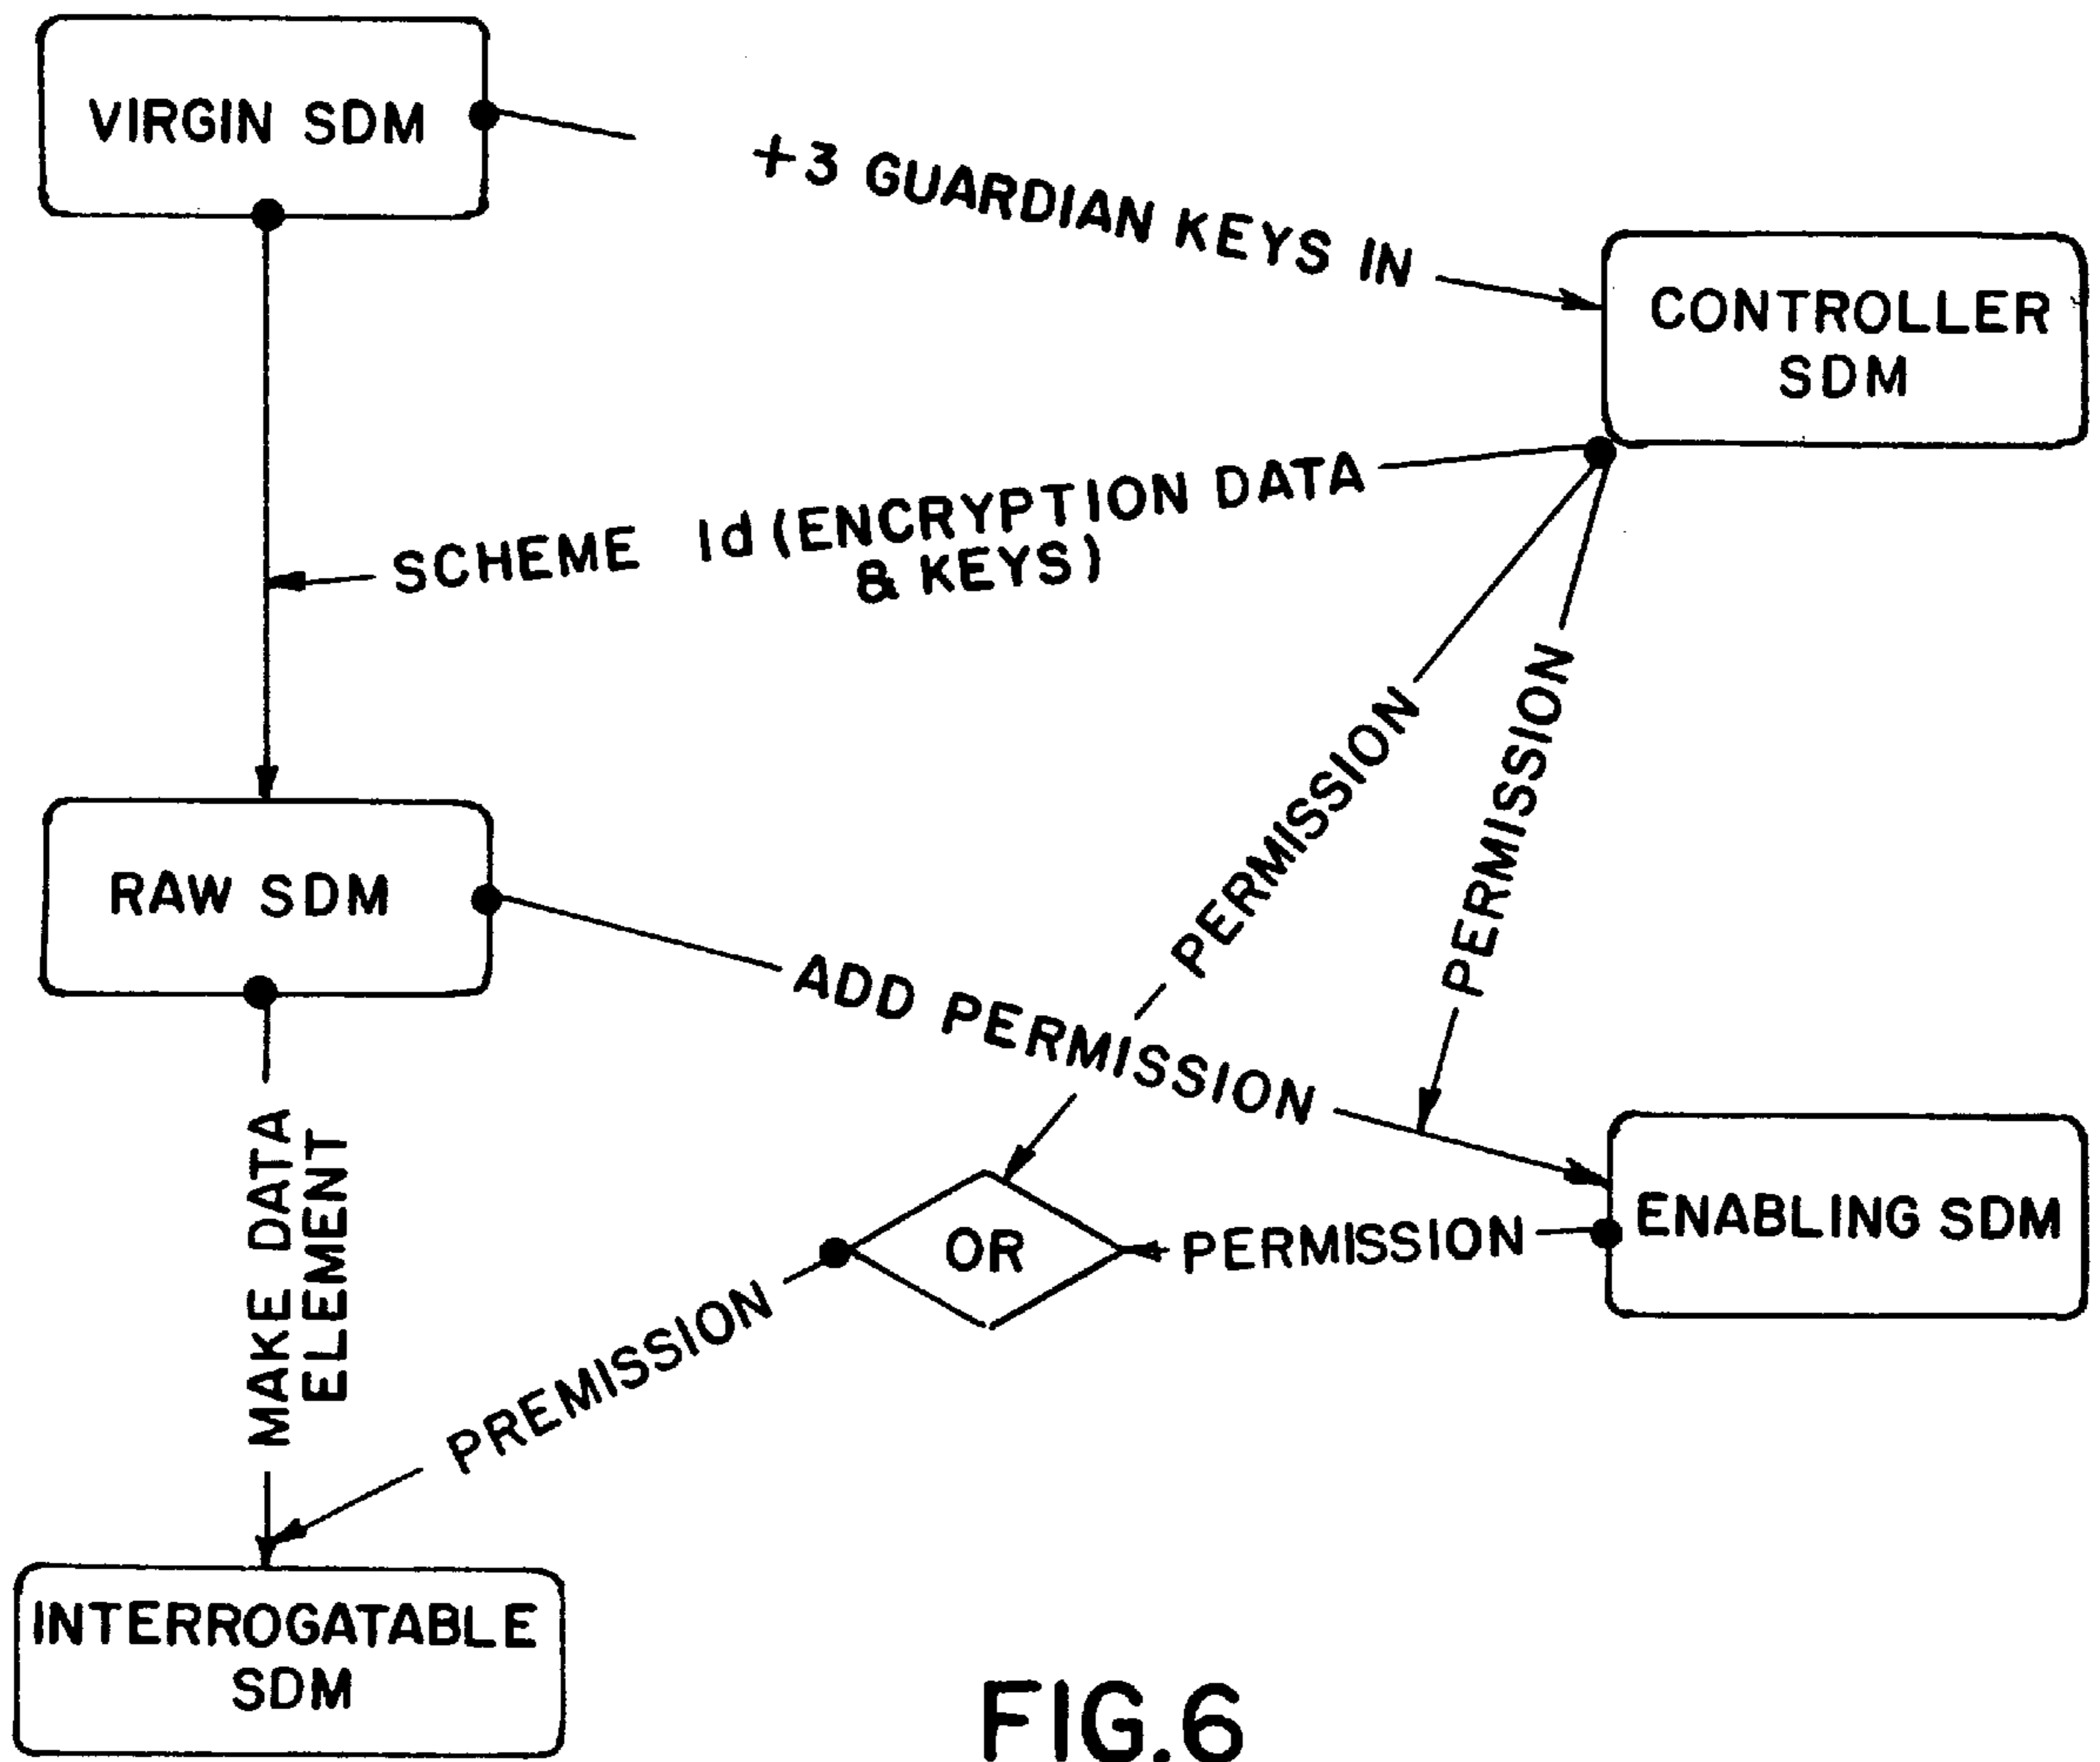 VIRGIN SDM
+3 GUARDIAN KEYS IN
CONTROLLER
SDM
SCHEME Id (ENCRYPTION DATA
& KEYS)
PERMISSION
PERMISSION
RAW SDM
ADD PERMISSION
MAKE DATA
ELEMENT
OR
PERMISSION
ENABLING SDM
PREMISSION
INTERROGATABLE
SDM
FIG.6